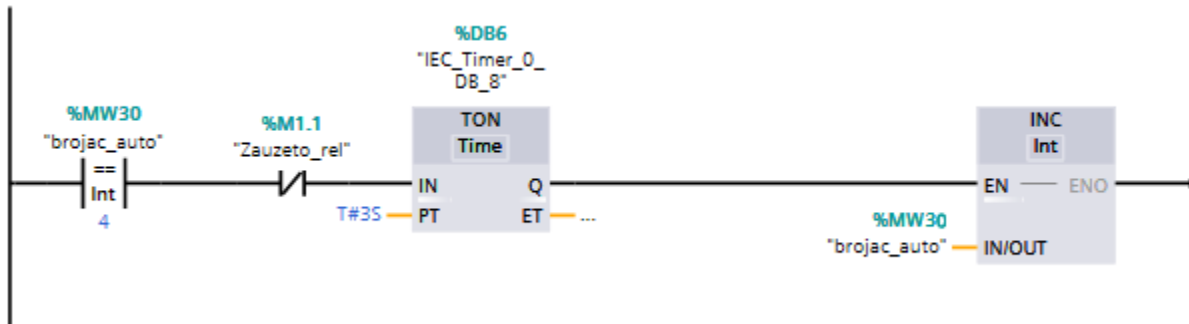 %DB6
"IEC_Timer_0_
DB_8"
%MW30
"brojac_auto"
==
Int
4
%M1.1
"Zauzeto_rel"
TON
Time
IN
Q
T#3S
PT
ET
...
INC
Int
EN
ENO
%MW30
"brojac_auto"
IN/OUT